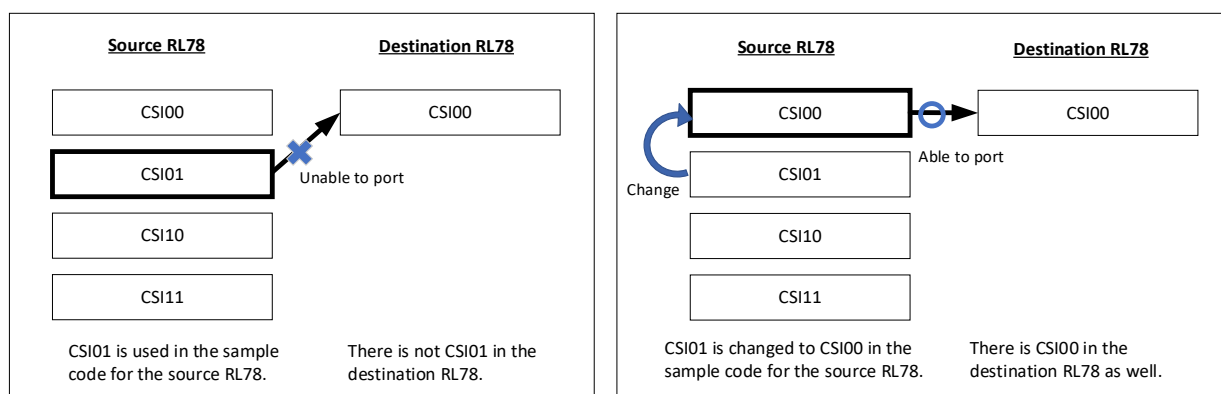 Source RL78
Destination RL78
CSI00
CSI00
CSI01
Unable to port
CSI10
CSI11
CSI01 is used in the sample
code for the source RL78.
There is not CSI01 in the
destination RL78.
Source RL78
Destination RL78
CSI00
CSI00
Able to port
CSI01
Change
CSI10
CSI11
CSI01 is changed to CSI00 in the
sample code for the source RL78.
There is CSI00 in the
destination RL78 as well.